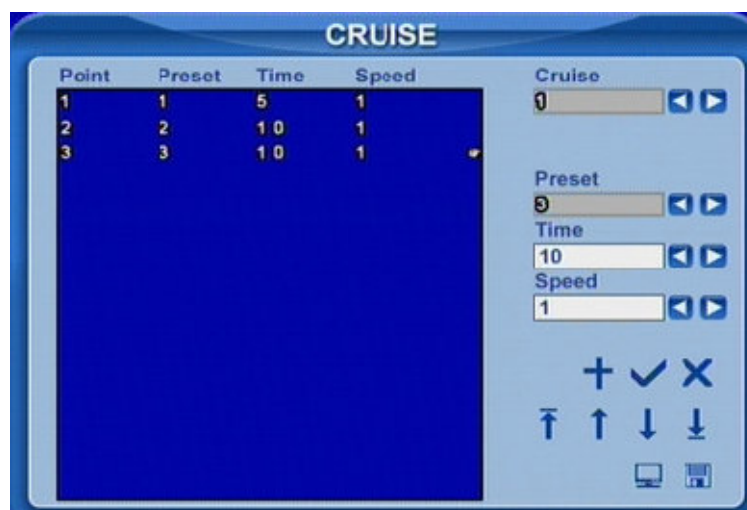 CRUISE
Point Preset Time Speed
1 1 5 1
2 2 10 1
3 3 10 1
Cruise
1
Preset
3
Time
10
Speed
1